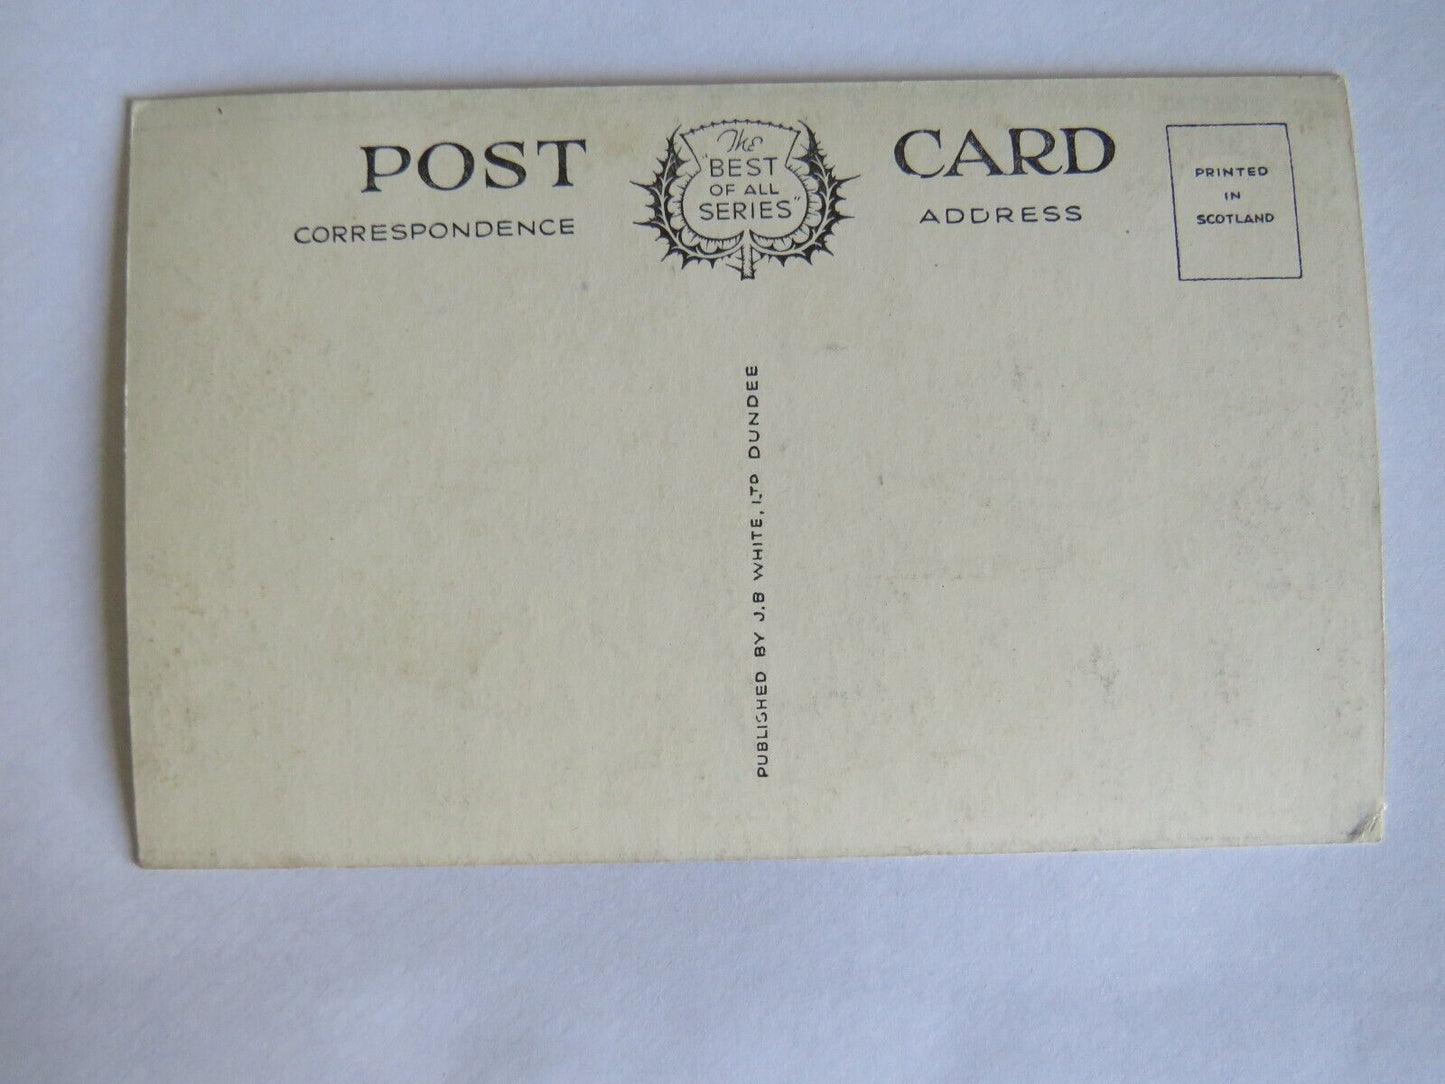 POST CARD
The
"BEST
OF ALL
SERIES"
CORRESPONDENCE
ADDRESS
PRINTED
IN
SCOTLAND
PUBLISHED BY J.B WHITE, LTD DUNDEE